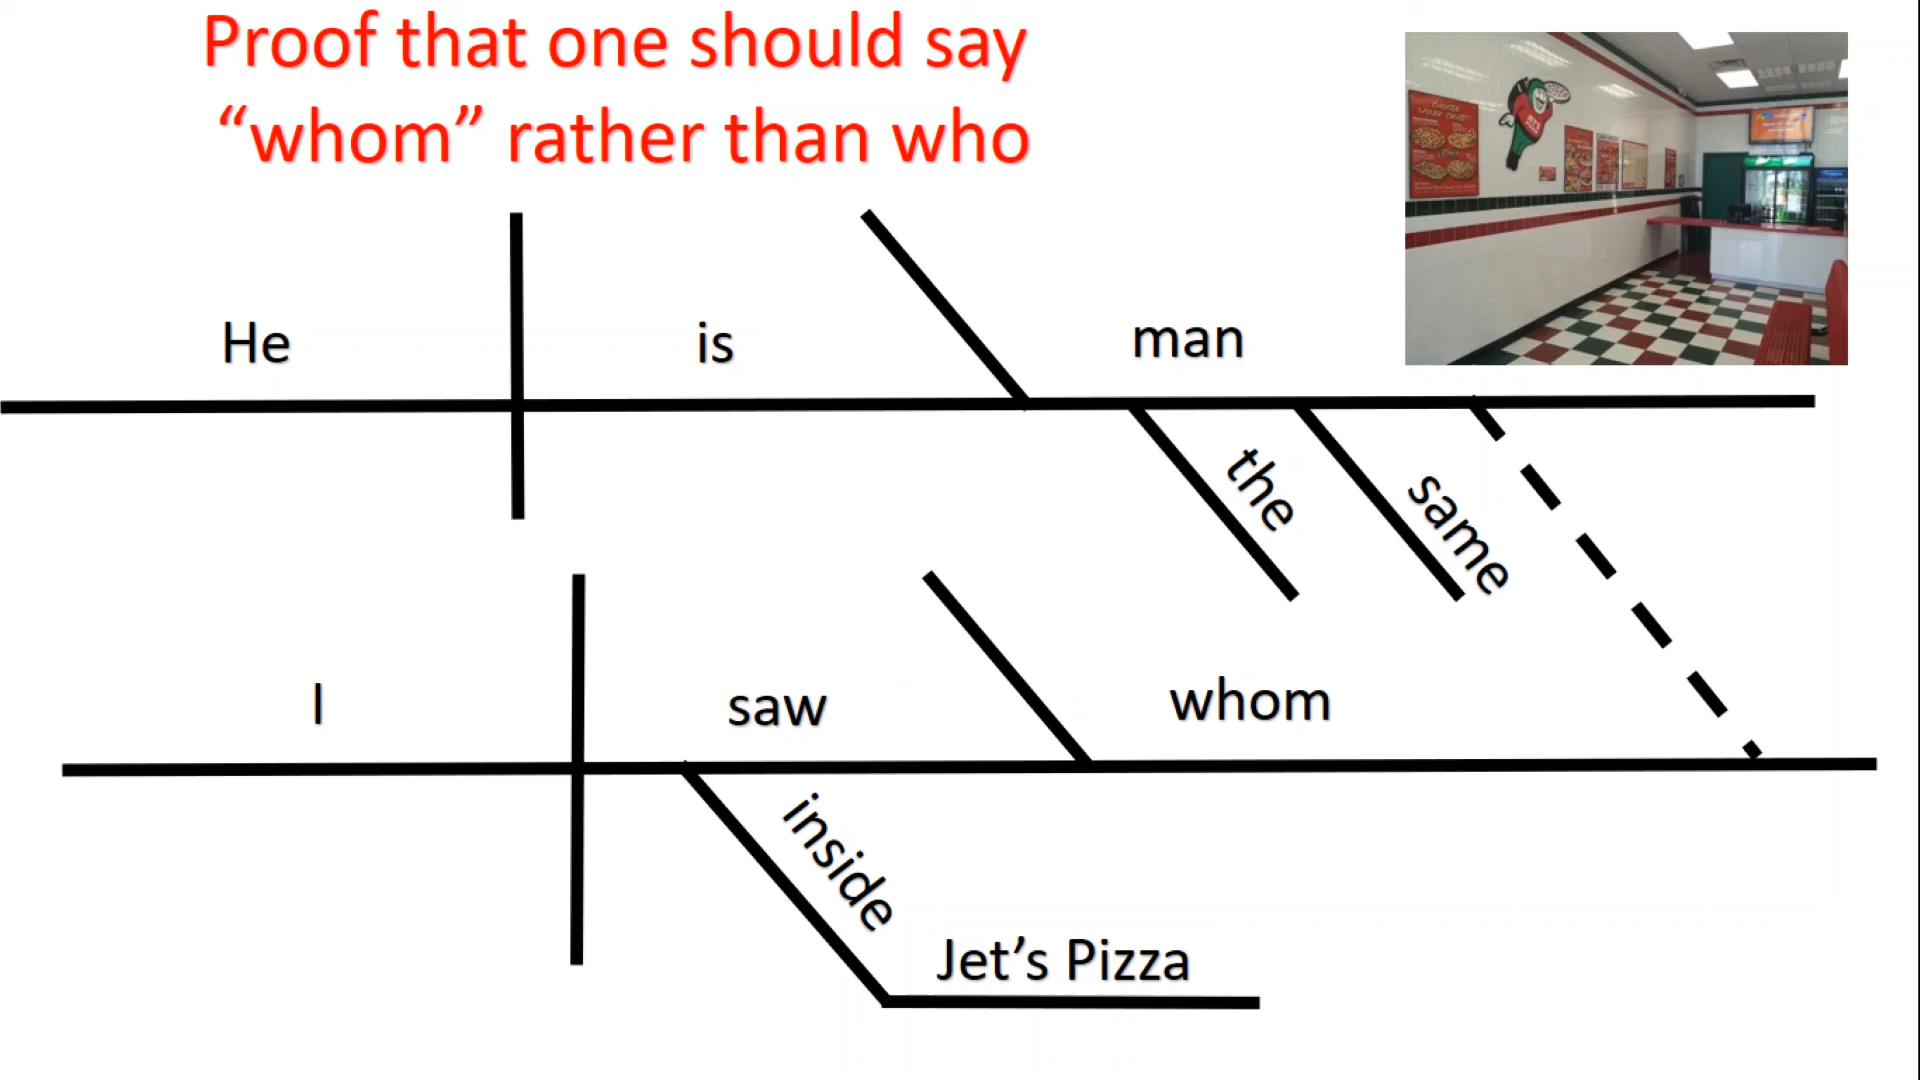 Proof that one should say
“whom” rather than who
He
is
man
the
same
I
saw
whom
inside
Jet’s Pizza